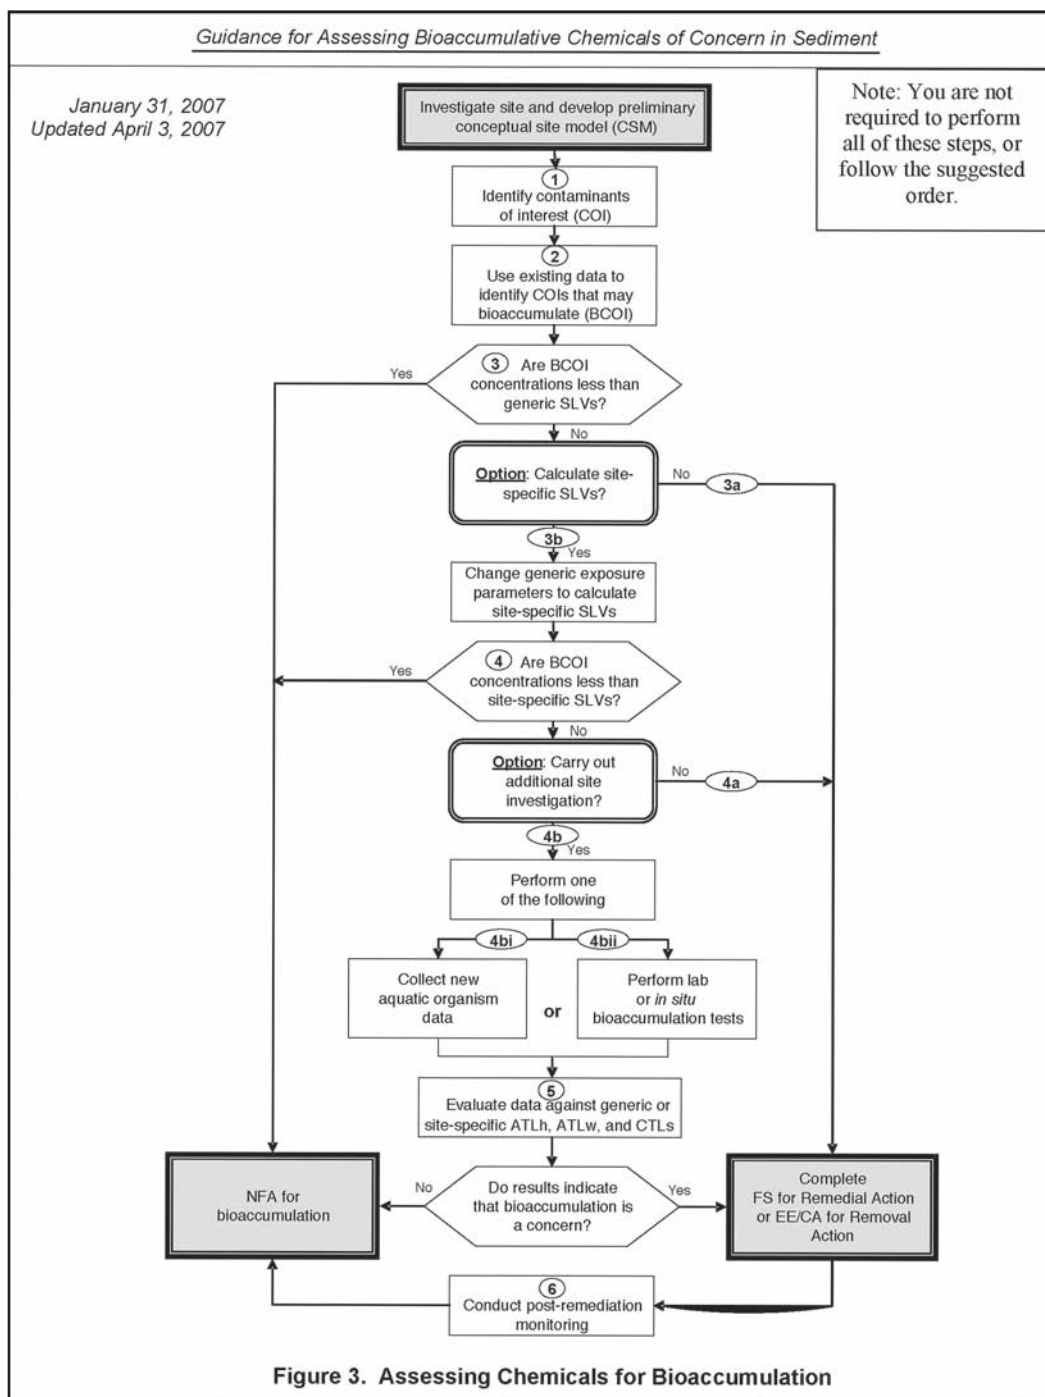 Guidance for Assessing Bioaccumulative Chemicals of Concern in Sediment
January 31, 2007
Updated April 3, 2007
Note: You are not
required to perform
all of these steps, or
follow the suggested
order.
Investigate site and develop preliminary
conceptual site model (CSM)
1
Identify contaminants
of interest (COI)
2
Use existing data to
identify COIs that may
bioaccumulate (BCOI)
3 Are BCOI
concentrations less than
generic SLVs?
Yes
No
Option: Calculate site-
specific SLVs?
No
3a
3b
Yes
Change generic exposure
parameters to calculate
site-specific SLVs
4 Are BCOI
concentrations less than
site-specific SLVs?
Yes
No
Option: Carry out
additional site
investigation?
No
4a
4b
Yes
Perform one
of the following
4bi
4bii
Collect new
aquatic organism
data
or
Perform lab
or in situ
bioaccumulation tests
5
Evaluate data against generic or
site-specific ATLh, ATLw, and CTLs
NFA for
bioaccumulation
No
Do results indicate
that bioaccumulation is
a concern?
Yes
Complete
FS for Remedial Action
or EE/CA for Removal
Action
6
Conduct post-remediation
monitoring
Figure 3. Assessing Chemicals for Bioaccumulation